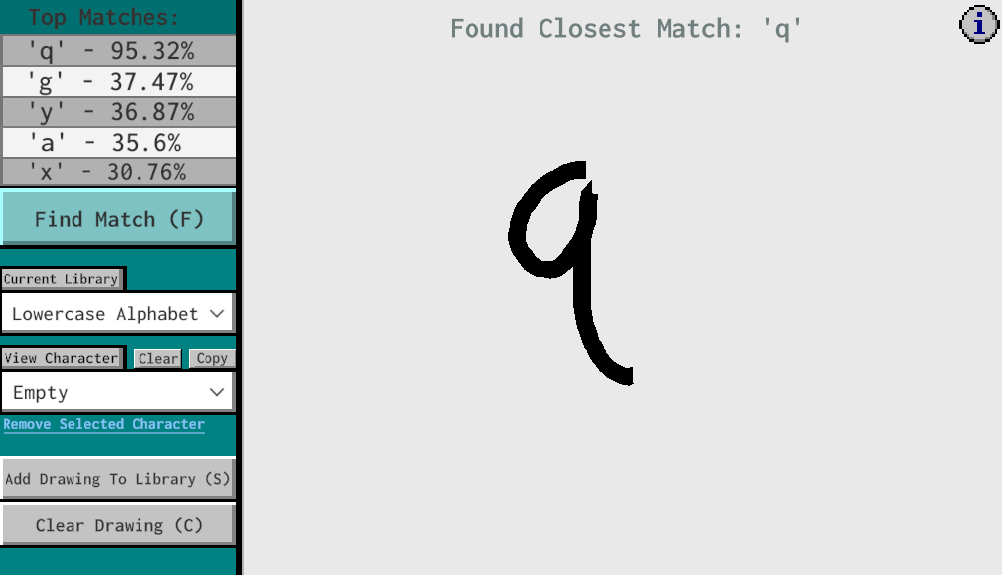 Top Matches:
'q' - 95.32%
'g' - 37.47%
'y' - 36.87%
'a' - 35.6%
'x' - 30.76%
Find Match (F)
Current Library
Lowercase Alphabet
View Character Clear Copy
Empty
Remove Selected Character
Add Drawing To Library (S)
Clear Drawing (C)
Found Closest Match: 'q'
i
q